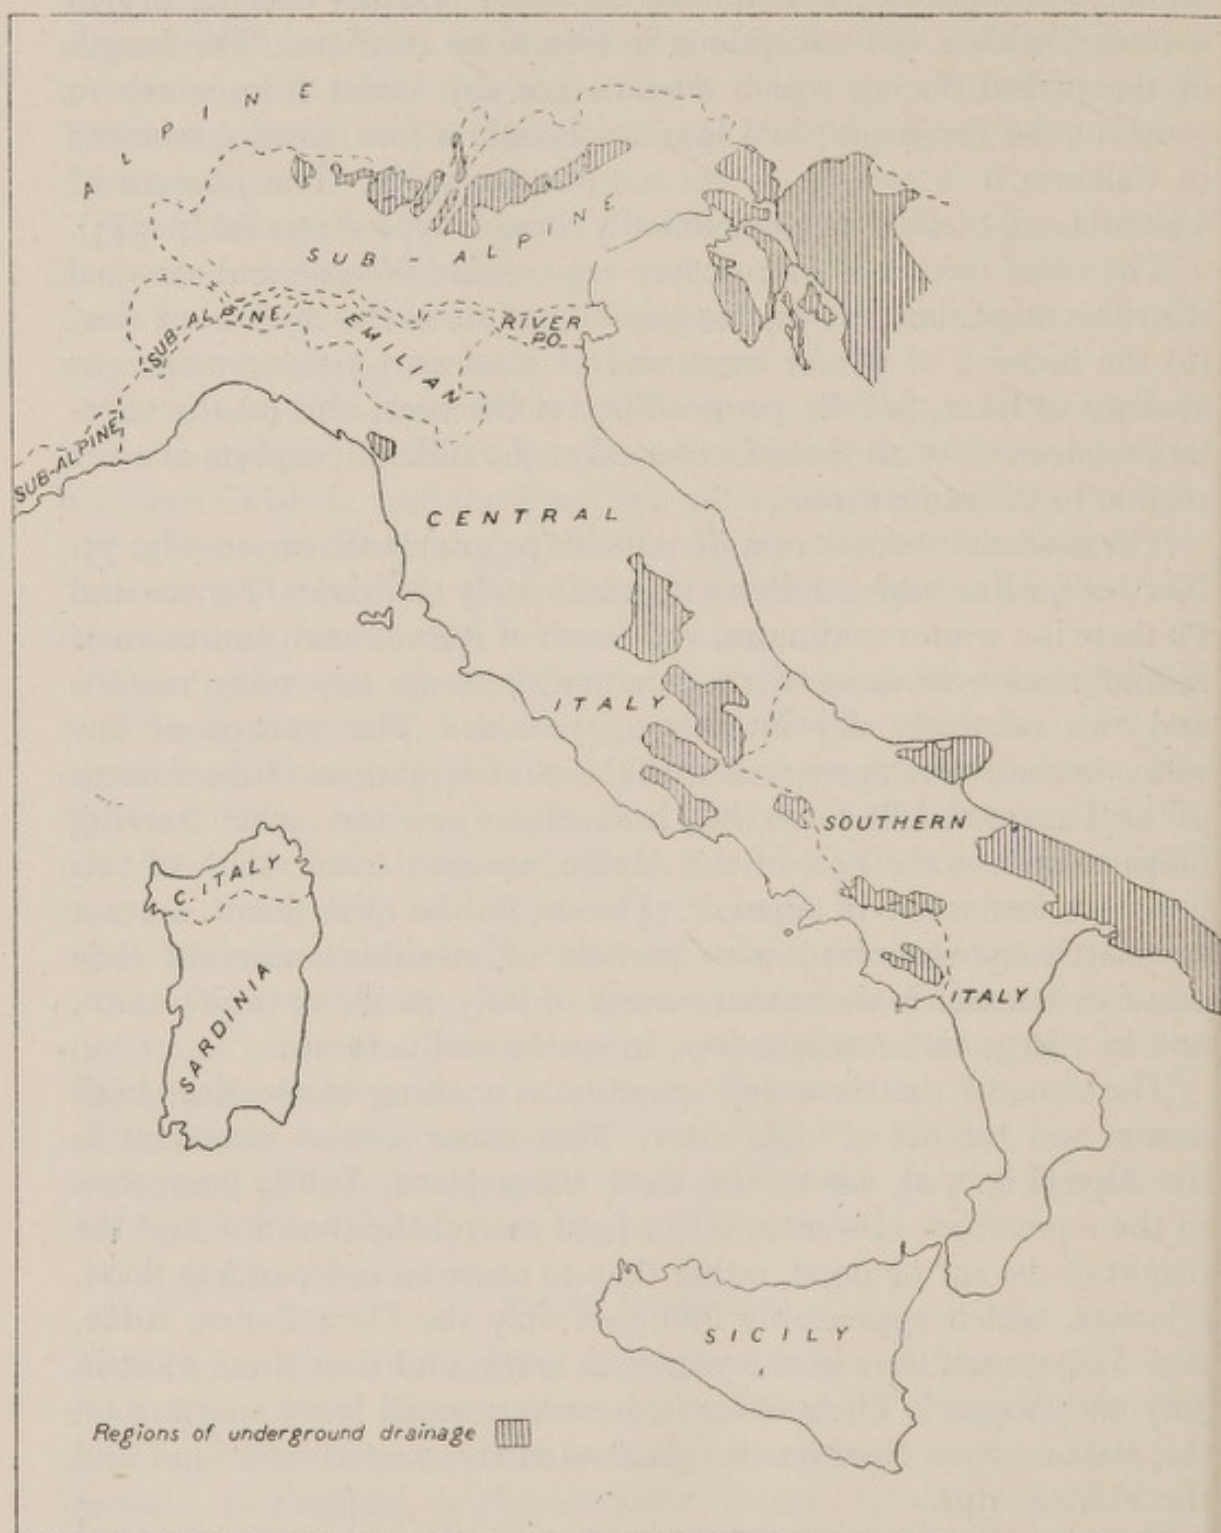 ALPINE
SUB-ALPINE
SUB-ALPINE
EMILIAN
RIVER
PO.
SUB-ALPINE
CENTRAL
ITALY
SOUTHERN
ITALY
C. ITALY
SARDINIA
SICILY
Regions of underground drainage